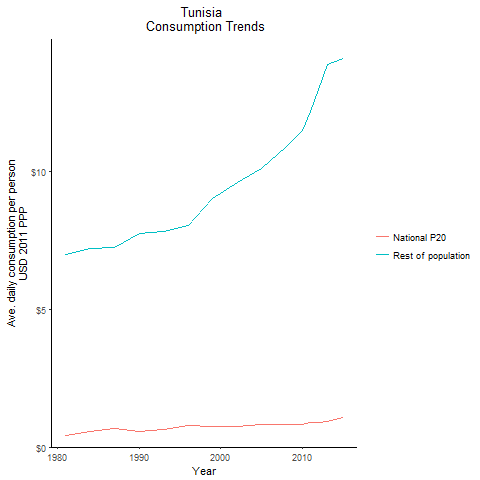 Tunisia
Consumption Trends
Ave. daily consumption per person
USD 2011 PPP
$10
$5
$0
1980 1990 2000 2010
Year
National P20
Rest of population